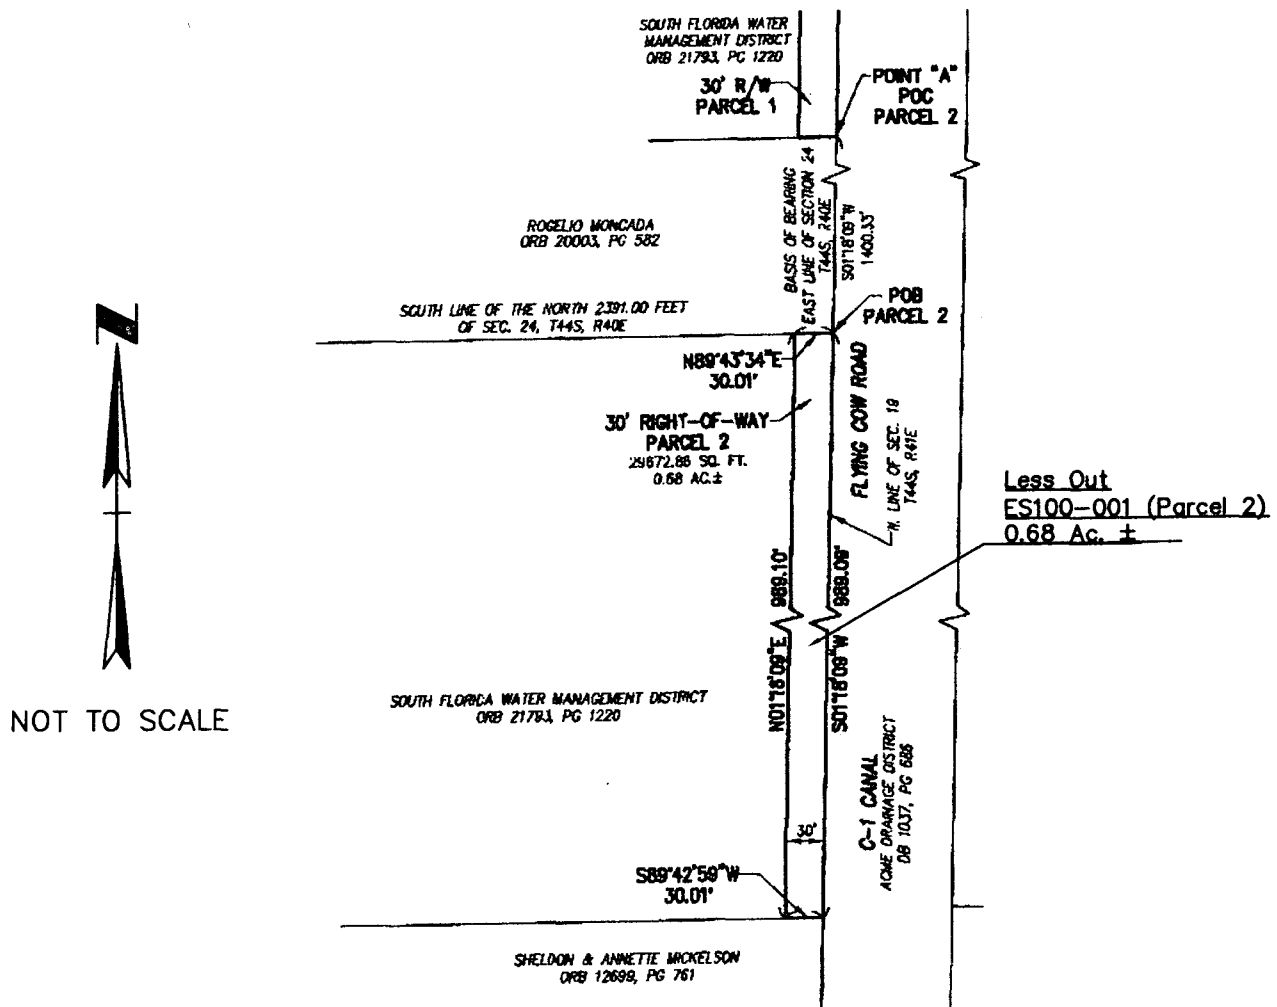 SOUTH FLORIDA WATER
MANAGEMENT DISTRICT
ORB 21793, PG 1220
30' R/W
PARCEL 1
POINT "A"
POC
PARCEL 2
BASIS OF BEARING
EAST LINE OF SECTION 24
T44S, R40E
S01°18'09"W
1400.33'
ROGELIO MONCADA
ORB 20003, PG 582
SOUTH LINE OF THE NORTH 2391.00 FEET
OF SEC. 24, T44S, R40E
POB
PARCEL 2
N89°43'34"E
30.01'
30' RIGHT-OF-WAY
PARCEL 2
29672.88 SQ. FT.
0.68 AC.±
FLYING COW ROAD
W. LINE OF SEC. 19
T44S, R41E
Less Out
ES100-001 (Parcel 2)
0.68 Ac. ±
N01°18'09"E 989.10'
S01°18'09"W 989.09'
NOT TO SCALE
SOUTH FLORIDA WATER MANAGEMENT DISTRICT
ORB 21793, PG 1220
C-1 CANAL
ACME DRAINAGE DISTRICT
DB 1037, PG 686
30'
S89°42'59"W
30.01'
SHELDON & ANNETTE MICKELSON
ORB 12699, PG 761